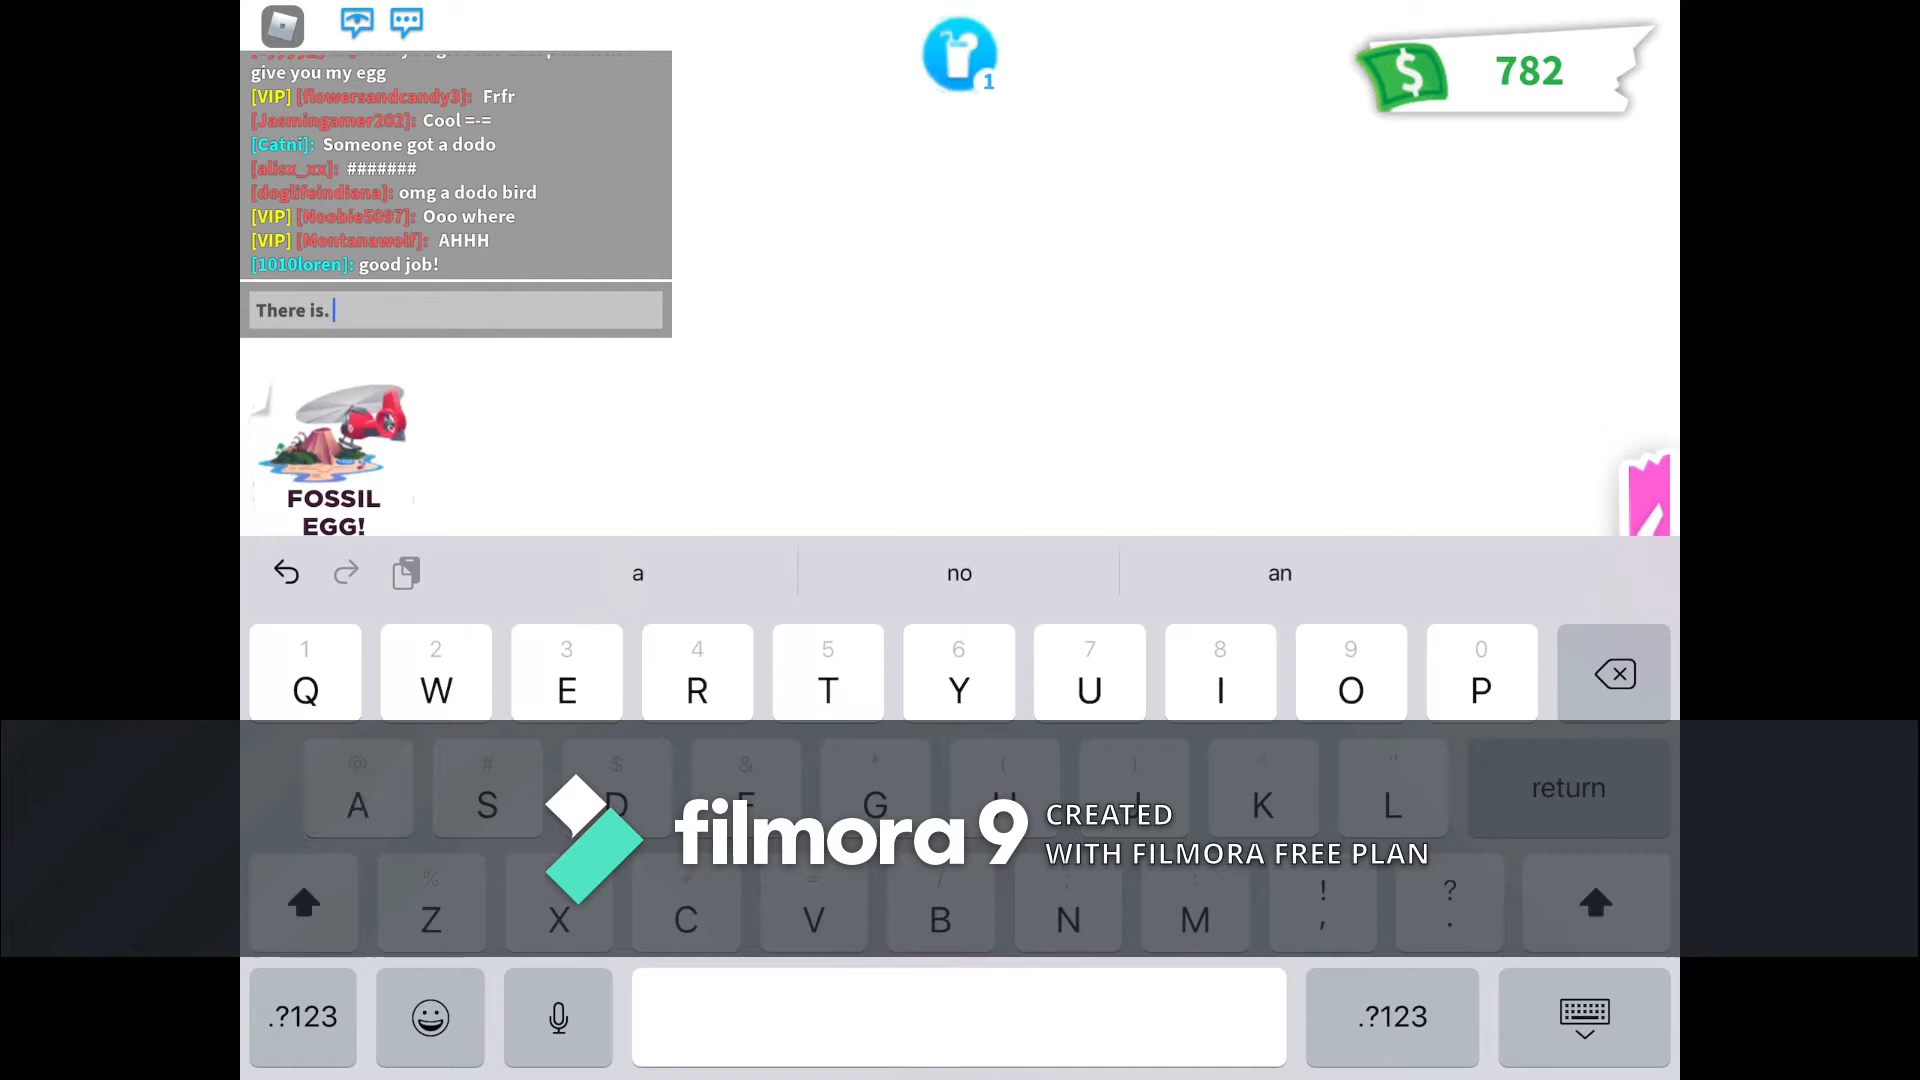 1
782
give you my egg
[VIP] [flowersandcandy3]: Frfr
[Jasmingamer202]: Cool =-=
[Catni]: Someone got a dodo
[alisx_xx]: #######
[doglifeindiana]: omg a dodo bird
[VIP] [Noobie5097]: Ooo where
[VIP] [Montanawolf]: AHHH
[1010loren]: good job!
There is.
FOSSIL
EGG!
a no an
1 2 3 4 5 6 7 8 9 0
Q W E R T Y U I O P
@ # $ & * ( ) ' "
A S D F G H J K L return
filmora9 CREATED
WITH FILMORA FREE PLAN
% + = / ; : ! ?
Z X C V B N M , .
.?123 .?123